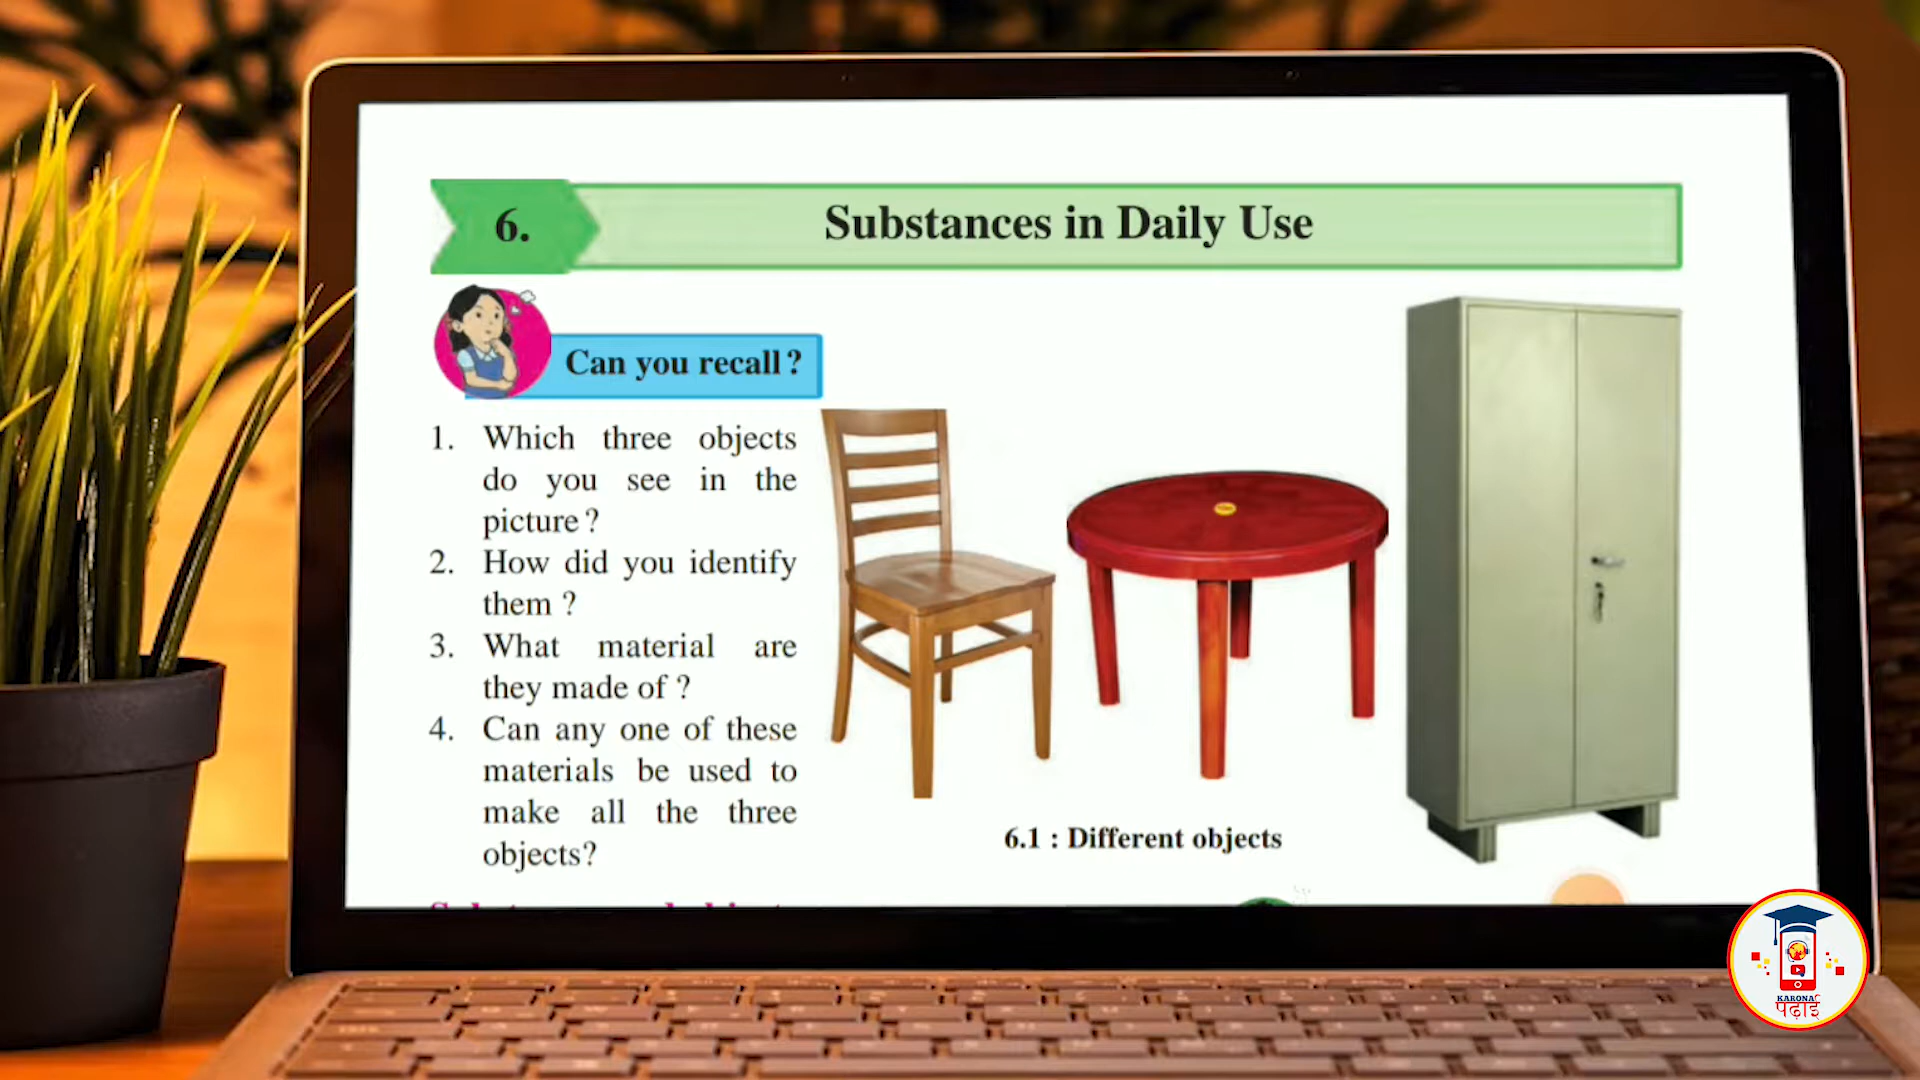 6.
Substances in Daily Use
Can you recall ?
1. Which three objects
do you see in the
picture ?
2. How did you identify
them ?
3. What material are
they made of ?
4. Can any one of these
materials be used to
make all the three
objects?
6.1 : Different objects
KARONA
पढ़ाई